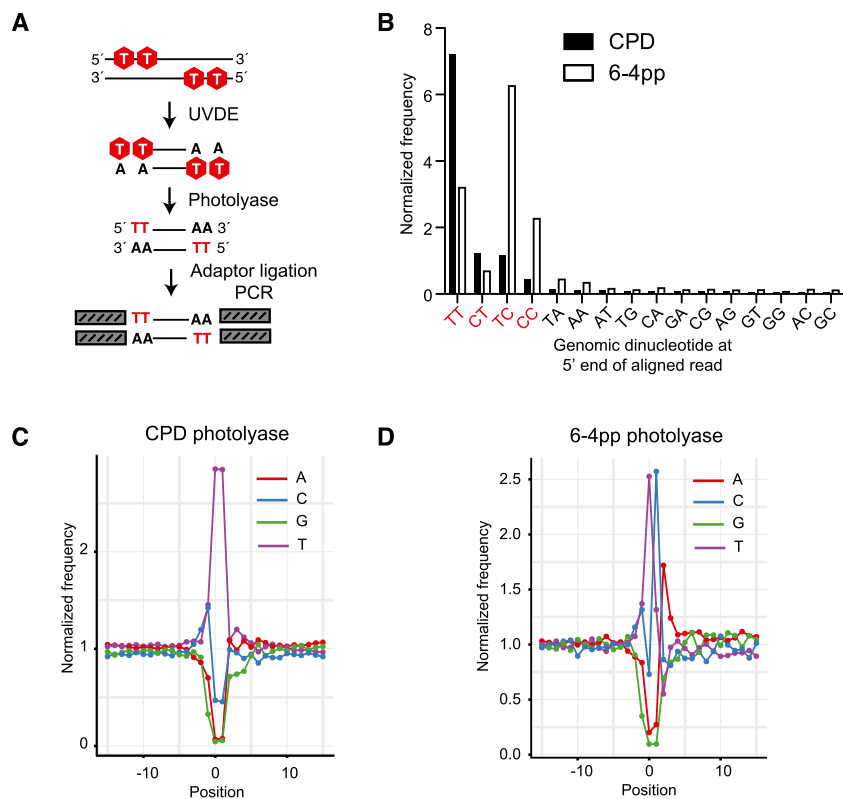 A
5´ T T 3´
3´ T T 5´
UVDE
T T A A
A A T T
Photolyase
5´ TT AA 3´
3´ AA TT 5´
Adaptor ligation
PCR
TT AA
AA TT
B
8
6
4
2
0
Normalized frequency
CPD
6-4pp
TT CT TC CC TA AA AT TG CA GA CG AG GT GG AC GC
Genomic dinucleotide at
5' end of aligned read
C
CPD photolyase
A
C
G
T
2
1
0
Normalized frequency
-10 0 10
Position
D
6-4pp photolyase
A
C
G
T
2.5
2.0
1.5
1.0
0.5
0.0
Normalized frequency
-10 0 10
Position